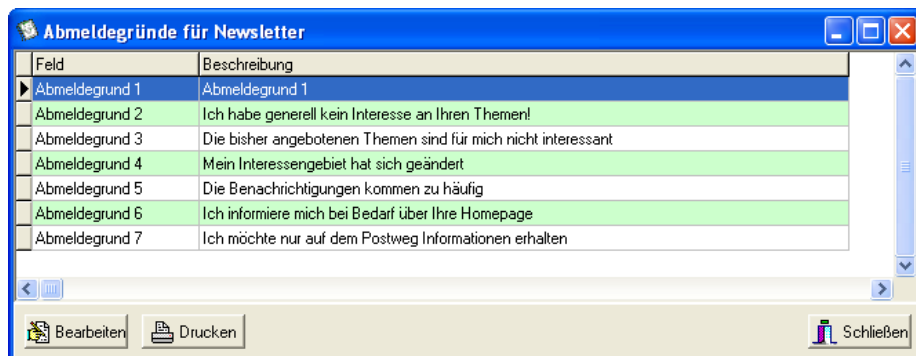 Abmeldegründe für Newsletter
Feld Beschreibung
Abmeldegrund 1 Abmeldegrund 1
Abmeldegrund 2 Ich habe generell kein Interesse an Ihren Themen!
Abmeldegrund 3 Die bisher angebotenen Themen sind für mich nicht interessant
Abmeldegrund 4 Mein Interessengebiet hat sich geändert
Abmeldegrund 5 Die Benachrichtigungen kommen zu häufig
Abmeldegrund 6 Ich informiere mich bei Bedarf über Ihre Homepage
Abmeldegrund 7 Ich möchte nur auf dem Postweg Informationen erhalten
Bearbeiten Drucken Schließen